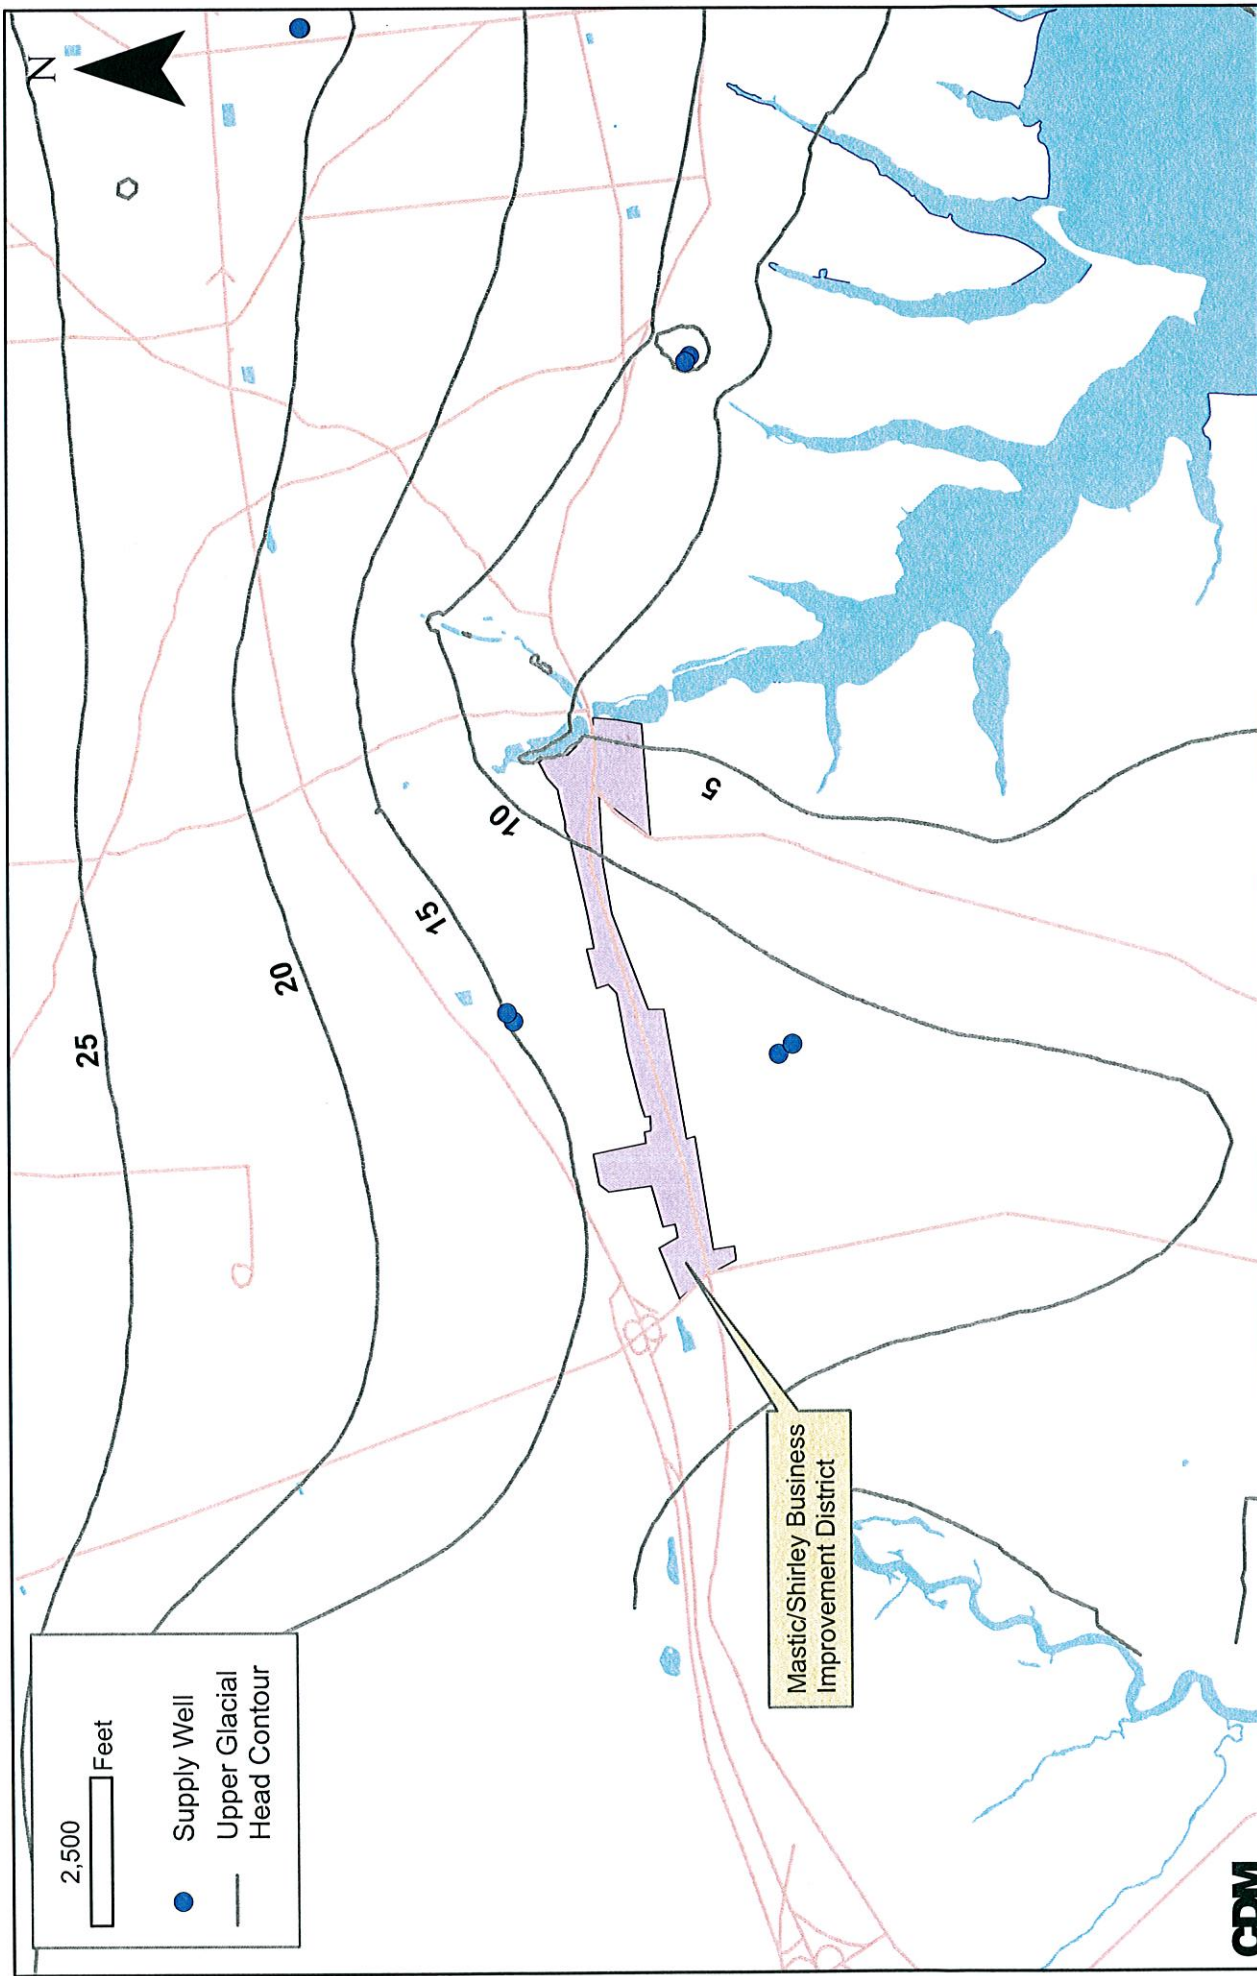 N
2,500
Feet
Supply Well
Upper Glacial
Head Contour
25
20
15
10
5
Mastic/Shirley Business
Improvement District
CDM